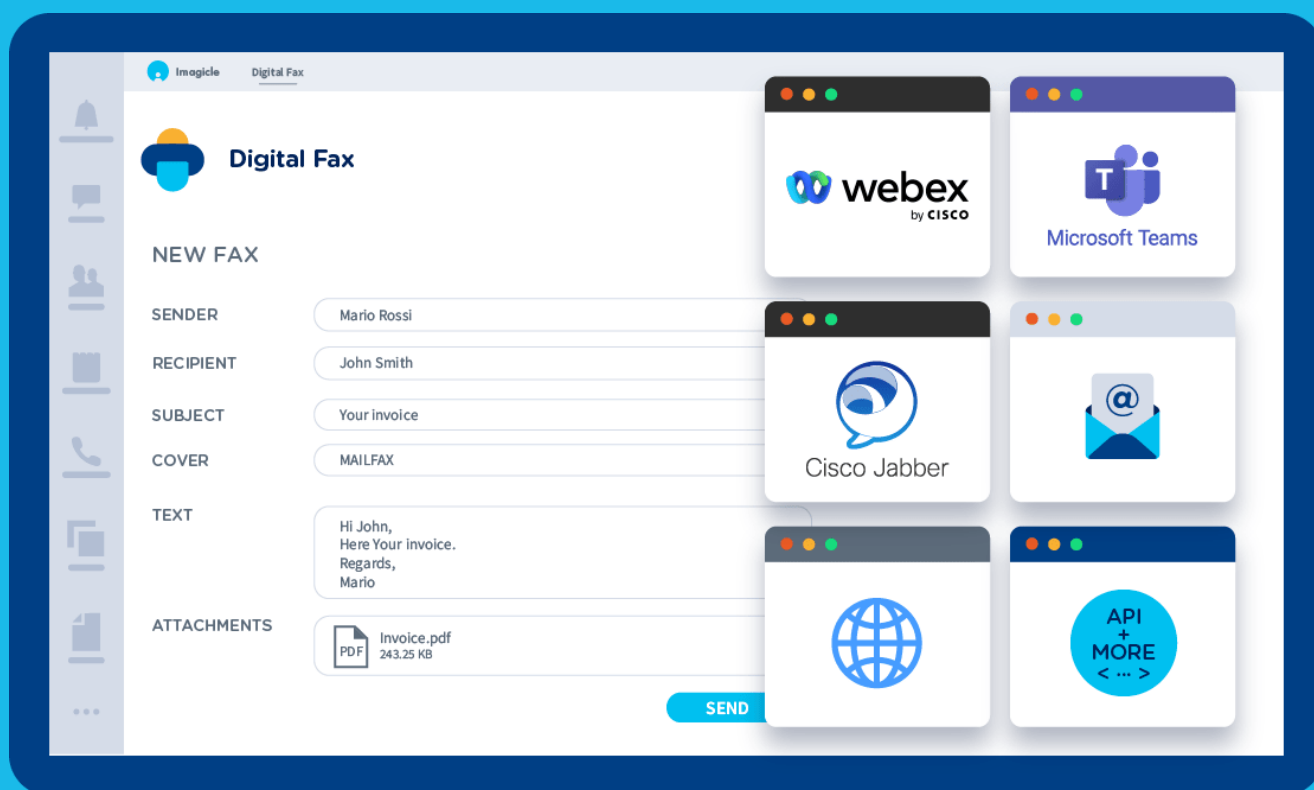 Imagicle
Digital Fax
Digital Fax
NEW FAX
SENDER
Mario Rossi
RECIPIENT
John Smith
SUBJECT
Your invoice
COVER
MAILFAX
TEXT
Hi John,
Here Your invoice.
Regards,
Mario
ATTACHMENTS
PDF
Invoice.pdf
243.25 KB
SEND
webex
by CISCO
T
Microsoft Teams
Cisco Jabber
@
API
+
MORE
< ... >